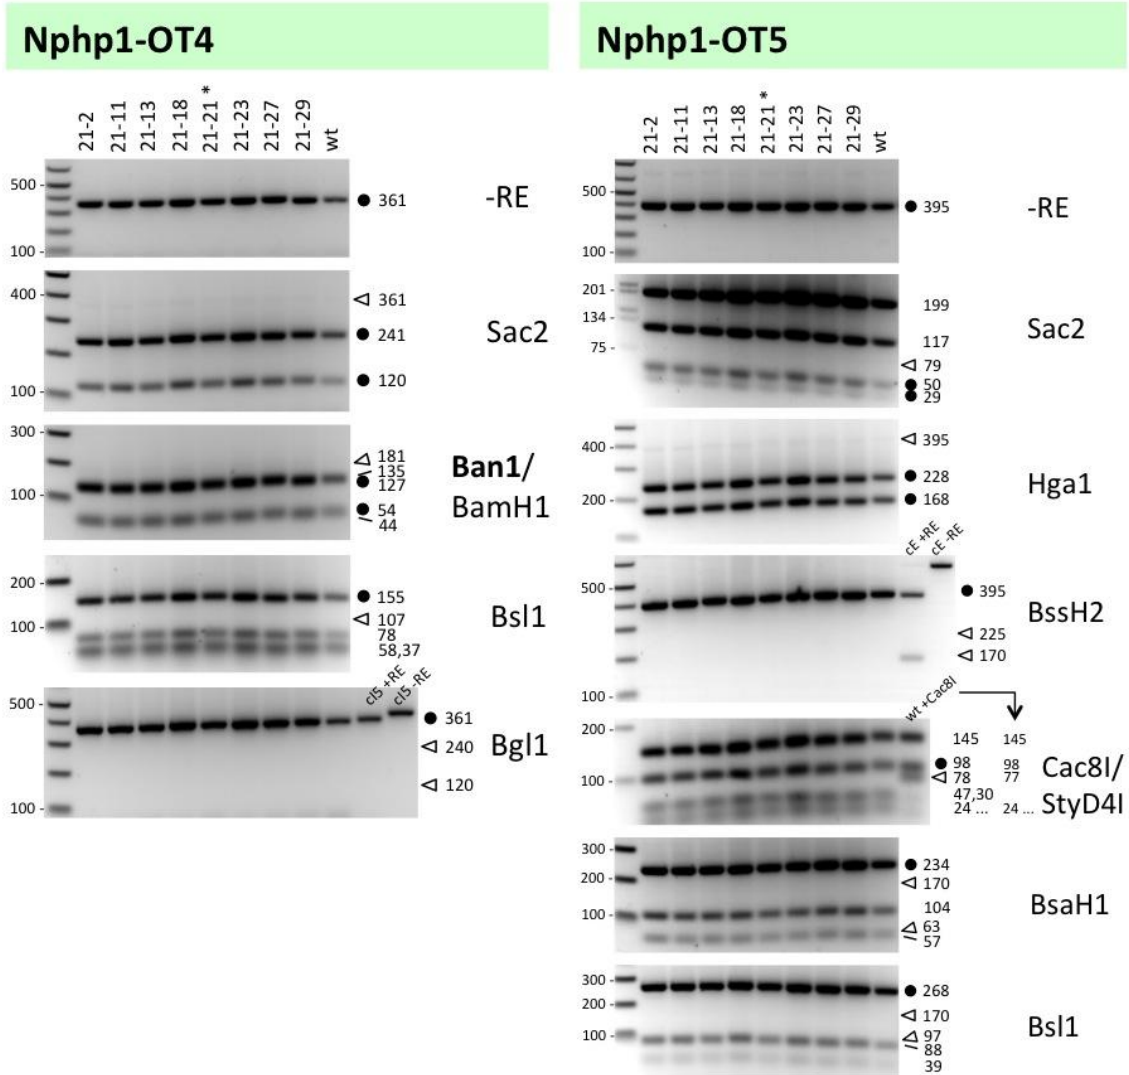 Nphp1-OT4
21-2 21-11 21-13 21-18 21-21 * 21-23 21-27 21-29 wt
500 -
100 -
● 361
-RE
400 -
100 -
◁ 361
● 241
● 120
Sac2
300 -
100 -
181
135
● 127
● 54
44
Ban1/
BamH1
200 -
100 -
● 155
◁ 107
78
58,37
Bsl1
cl5 +RE
cl5 -RE
500 -
100 -
● 361
◁ 240
◁ 120
Bgl1
Nphp1-OT5
21-2 21-11 21-13 21-18 21-21 * 21-23 21-27 21-29 wt
500 -
100 -
● 395
-RE
201 -
134 -
75 -
199
117
◁ 79
● 50
● 29
Sac2
400 -
200 -
◁ 395
● 228
● 168
Hga1
cE +RE
cE -RE
500 -
100 -
● 395
◁ 225
◁ 170
BssH2
wt +Cac8I
200 -
100 -
145 145
● 98 98
◁ 78 77
47,30
24 ... 24 ...
Cac8I/
StyD4I
300 -
200 -
100 -
● 234
◁ 170
104
63
57
BsaH1
300 -
200 -
100 -
● 268
◁ 170
97
88
39
Bsl1